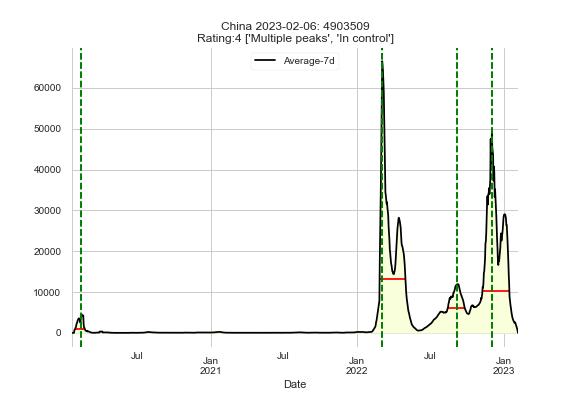 China 2023-02-06: 4903509
Rating:4 ['Multiple peaks', 'In control']
Average-7d
60000
50000
40000
30000
20000
10000
0
Jul
Jan
2021
Jul
Jan
2022
Jul
Jan
2023
Date